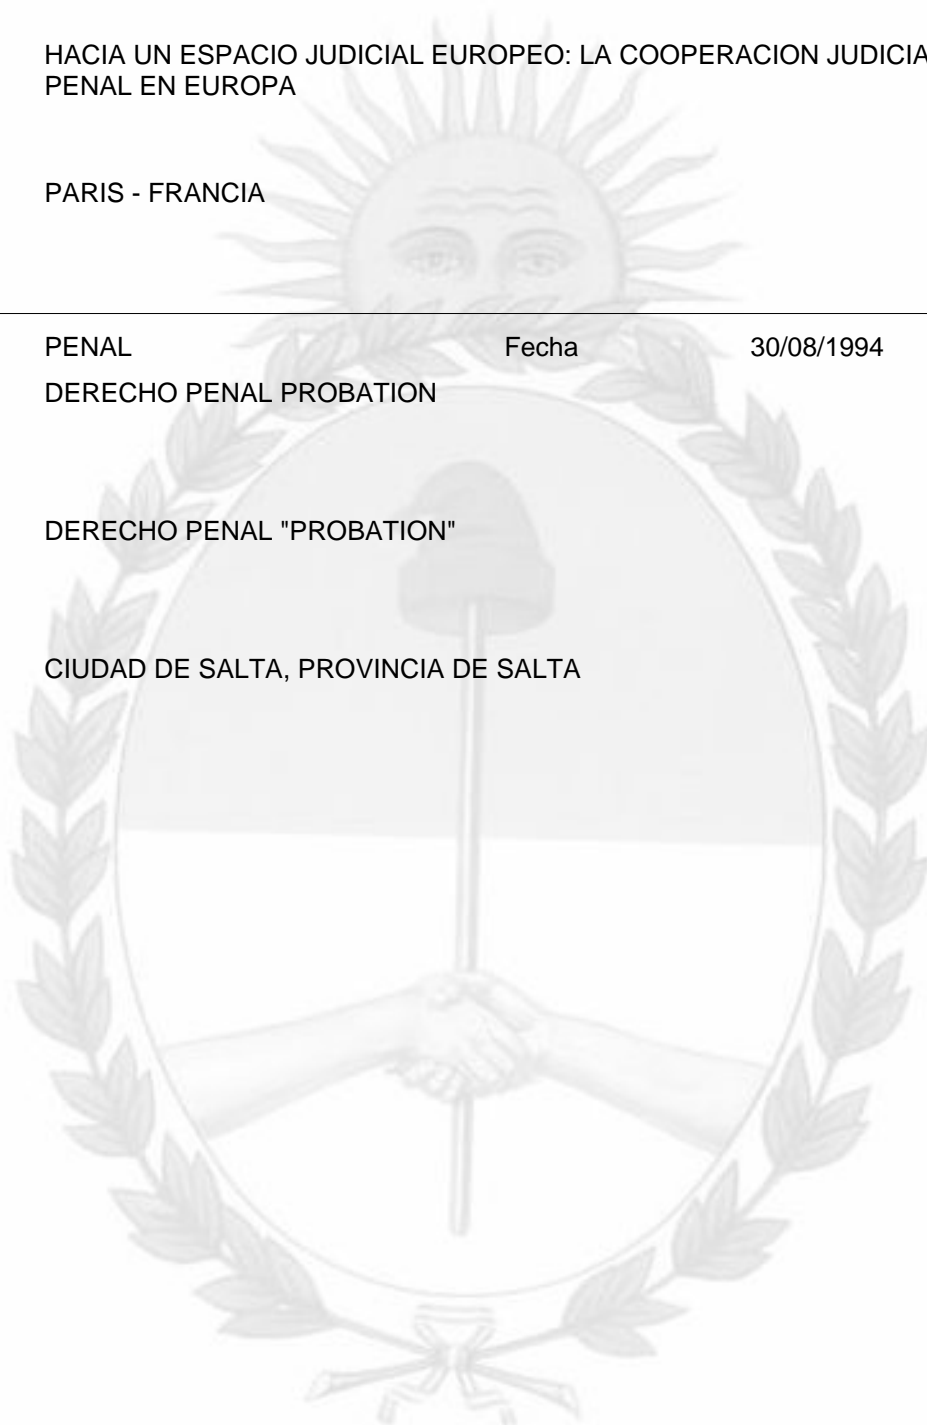 HACIA UN ESPACIO JUDICIAL EUROPEO: LA COOPERACION JUDICIA
PENAL EN EUROPA
PARIS - FRANCIA
PENAL Fecha 30/08/1994
DERECHO PENAL PROBATION
DERECHO PENAL "PROBATION"
CIUDAD DE SALTA, PROVINCIA DE SALTA